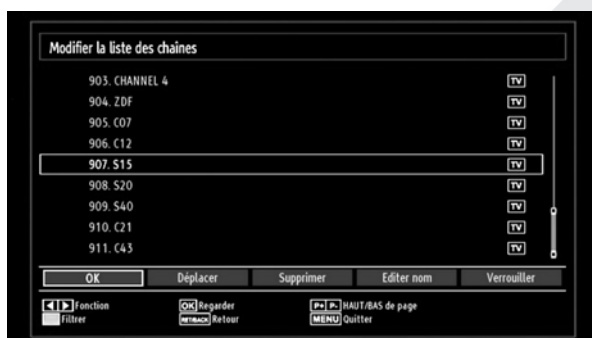 Modifier la liste des chaînes
903. CHANNEL 4 TV
904. ZDF TV
905. C07 TV
906. C12 TV
907. S15 TV
908. S20 TV
909. S40 TV
910. C21 TV
911. C43 TV
OK Déplacer Supprimer Editer nom Verrouiller
Fonction OK Regarder P+ P- HAUT/BAS de page
Filtrer RET/BACK Retour MENU Quitter